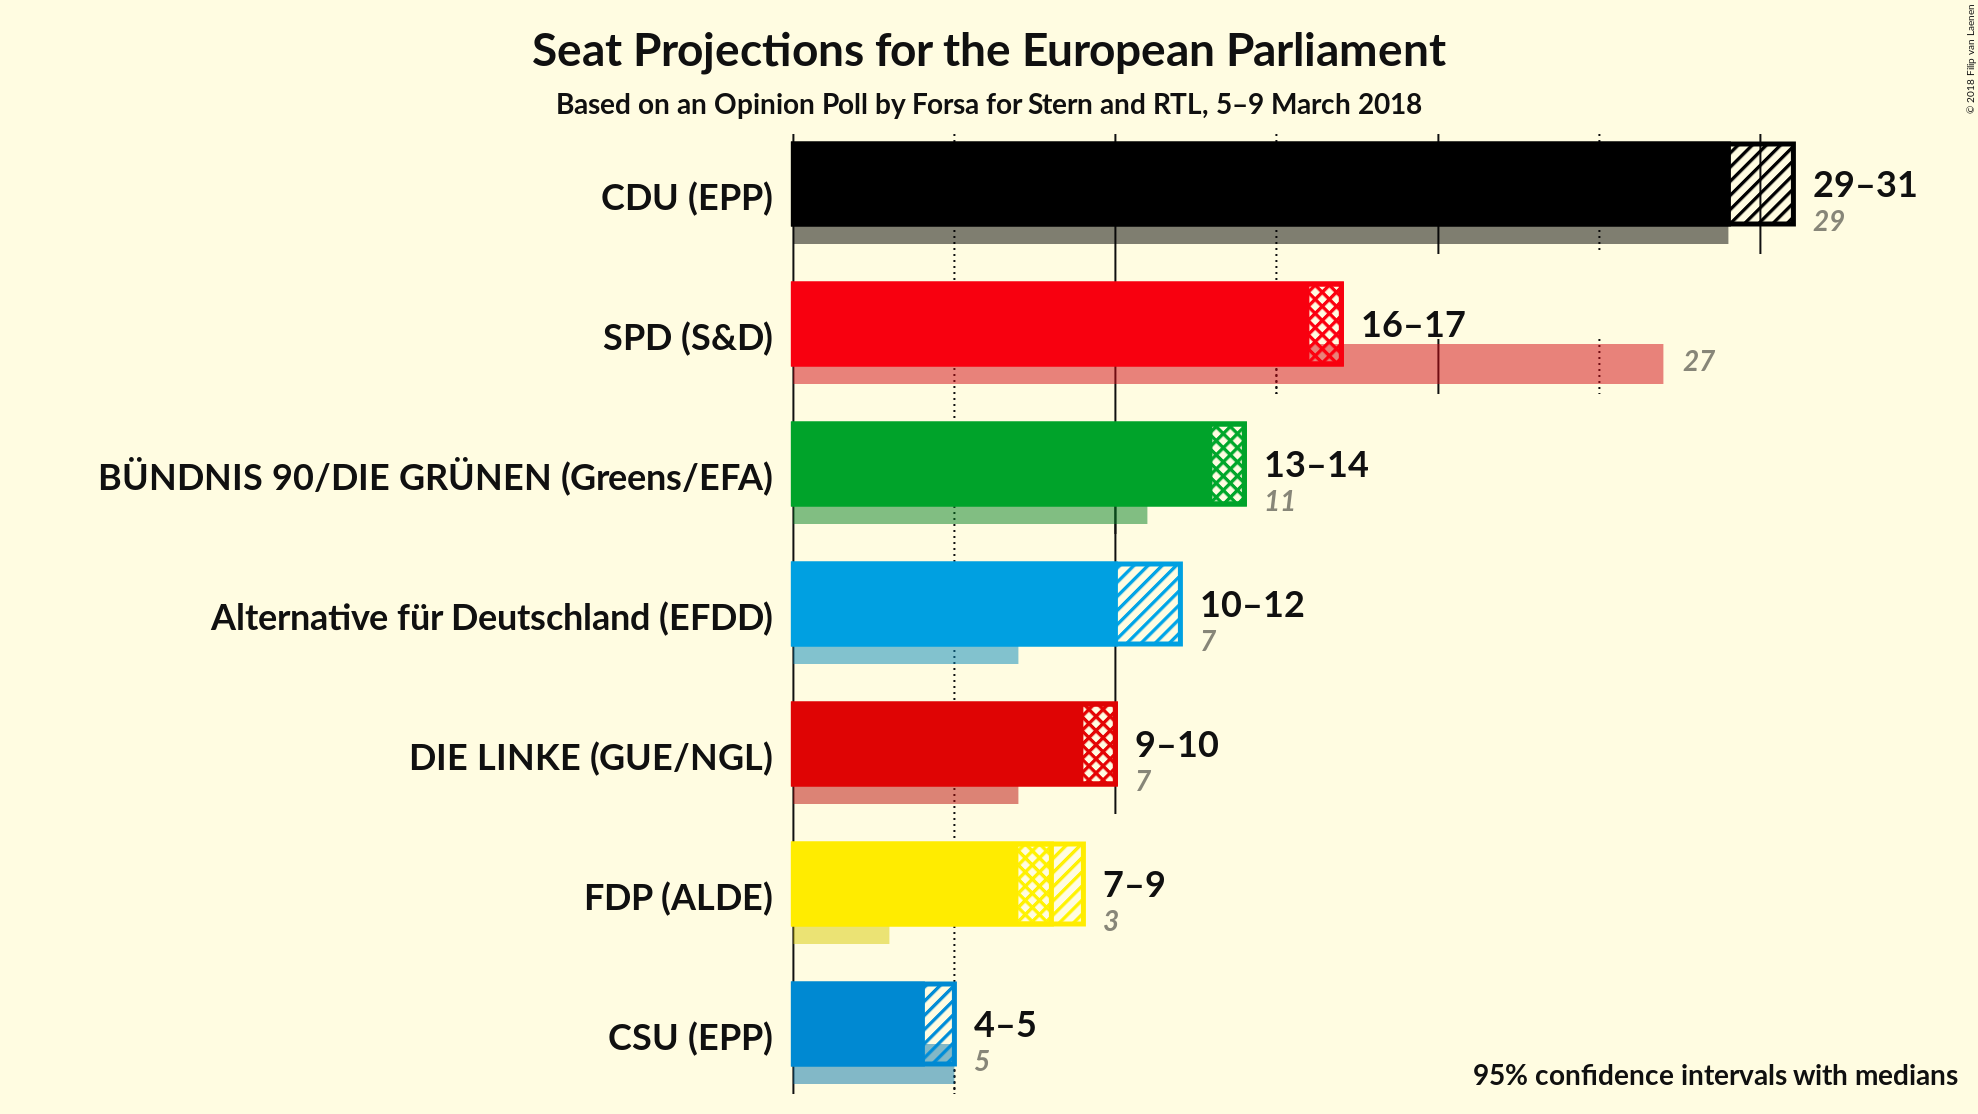 Seat Projections for the European Parliament
Based on an Opinion Poll by Forsa for Stern and RTL, 5–9 March 2018
© 2018 Filip van Laenen
CDU (EPP)
29–31
29
SPD (S&D)
16–17
27
BÜNDNIS 90/DIE GRÜNEN (Greens/EFA)
13–14
11
Alternative für Deutschland (EFDD)
10–12
7
DIE LINKE (GUE/NGL)
9–10
7
FDP (ALDE)
7–9
3
CSU (EPP)
4–5
5
95% confidence intervals with medians